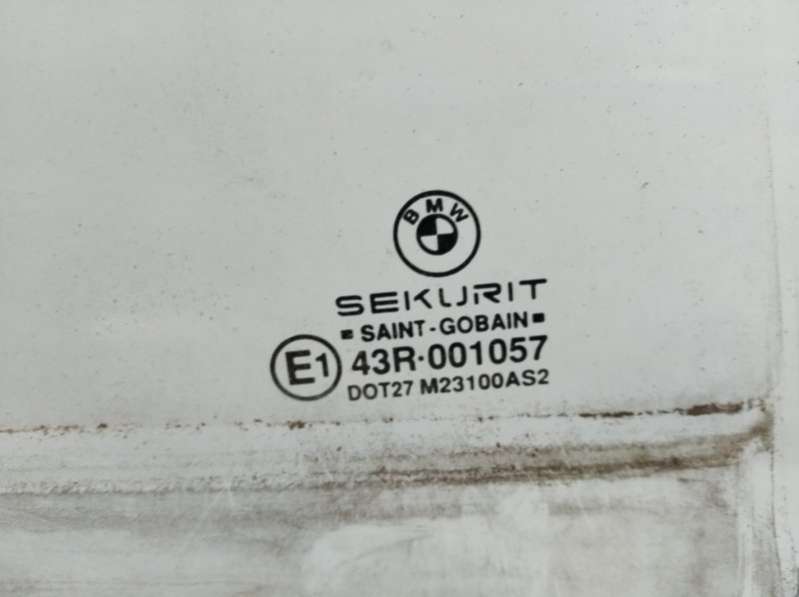 BMW
SEKURIT
SAINT-GOBAIN
E1 43R·001057
DOT27 M23100AS2